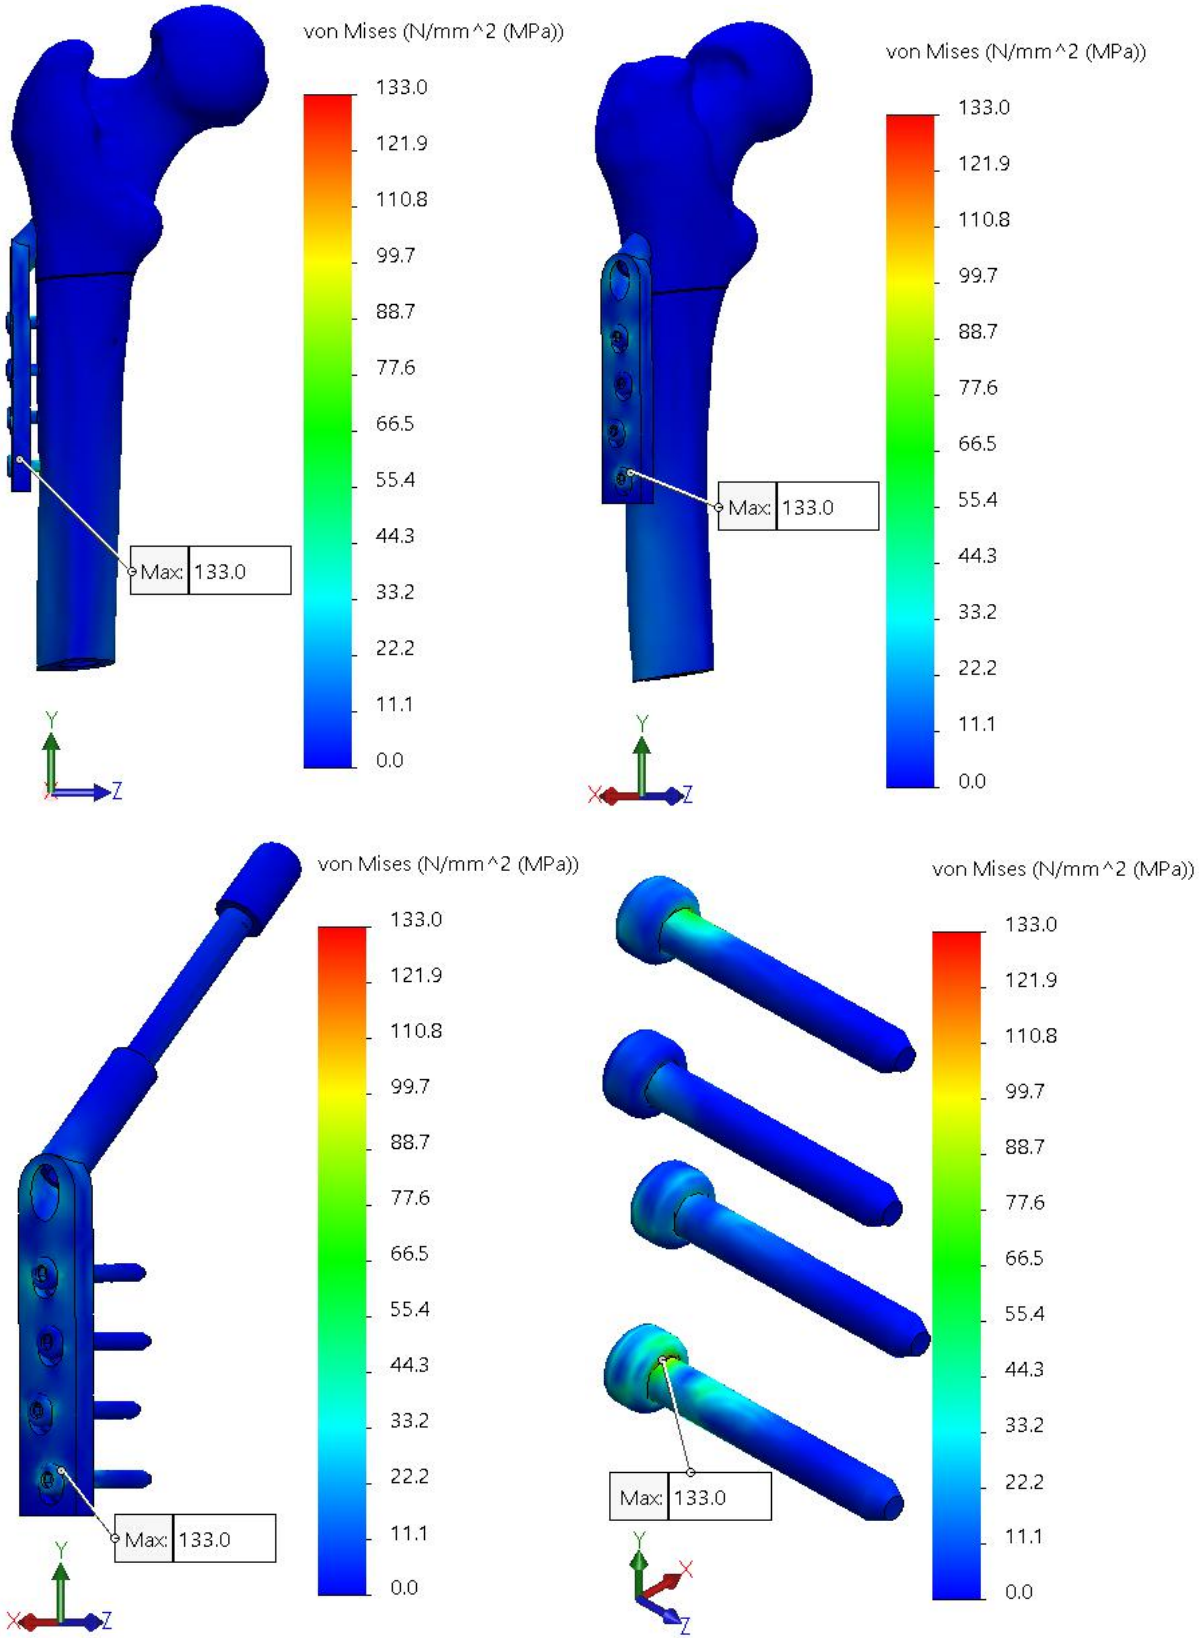 von Mises (N/mm^2 (MPa))
133.0
121.9
110.8
99.7
88.7
77.6
66.5
55.4
44.3
33.2
22.2
11.1
0.0
Max: 133.0
Y
X
Z
von Mises (N/mm^2 (MPa))
133.0
121.9
110.8
99.7
88.7
77.6
66.5
55.4
44.3
33.2
22.2
11.1
0.0
Max: 133.0
Y
X
Z
von Mises (N/mm^2 (MPa))
133.0
121.9
110.8
99.7
88.7
77.6
66.5
55.4
44.3
33.2
22.2
11.1
0.0
Max: 133.0
Y
X
Z
von Mises (N/mm^2 (MPa))
133.0
121.9
110.8
99.7
88.7
77.6
66.5
55.4
44.3
33.2
22.2
11.1
0.0
Max: 133.0
Y
X
Z